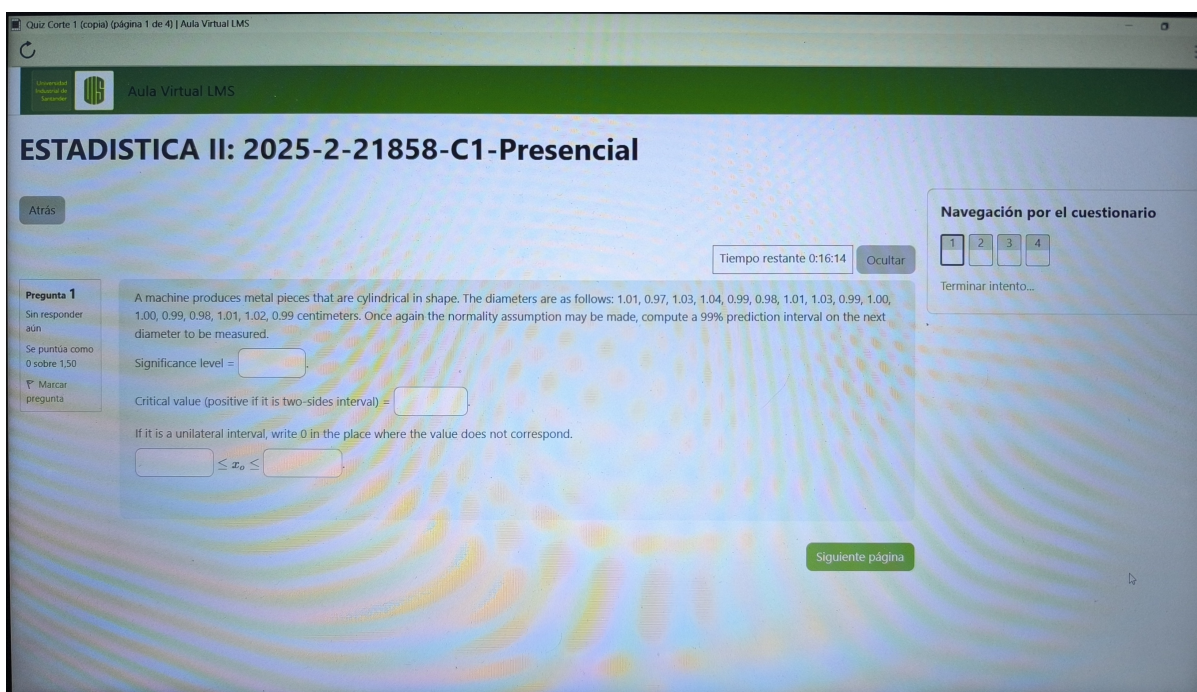 Quiz Corte 1 (copia) (página 1 de 4) | Aula Virtual LMS
Universidad
Industrial de
Santander
UIS
Aula Virtual LMS
ESTADISTICA II: 2025-2-21858-C1-Presencial
Atrás
Tiempo restante 0:16:14
Ocultar
Navegación por el cuestionario
1 2 3 4
Terminar intento...
Pregunta 1
Sin responder
aún
Se puntúa como
0 sobre 1,50
Marcar
pregunta
A machine produces metal pieces that are cylindrical in shape. The diameters are as follows: 1.01, 0.97, 1.03, 1.04, 0.99, 0.98, 1.01, 1.03, 0.99, 1.00,
1.00, 0.99, 0.98, 1.01, 1.02, 0.99 centimeters. Once again the normality assumption may be made, compute a 99% prediction interval on the next
diameter to be measured.
Significance level = .
Critical value (positive if it is two-sides interval) = .
If it is a unilateral interval, write 0 in the place where the value does not correspond.
≤ x₀ ≤ .
Siguiente página